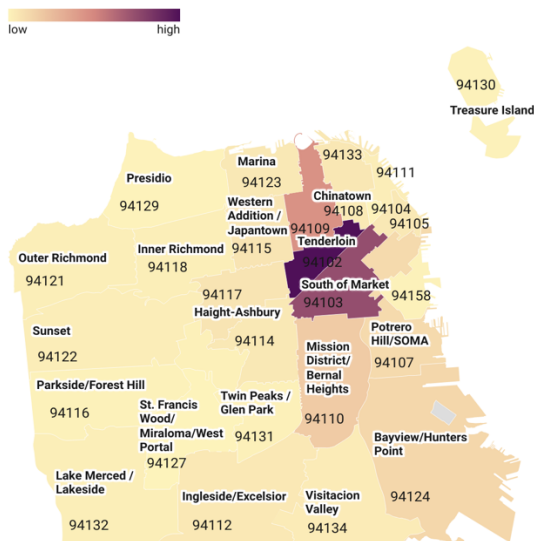 low
high
94130
Treasure Island
94133
Marina
94123
94111
Presidio
94129
Western
Addition /
Japantown
94115
Chinatown
94108
94104
94105
94109
Tenderloin
94102
Inner Richmond
94118
Outer Richmond
94121
South of Market
94103
94158
94117
Haight-Ashbury
94114
Sunset
94122
Potrero
Hill/SOMA
94107
Mission
District/
Bernal
Heights
94110
Parkside/Forest Hill
94116
Twin Peaks /
Glen Park
94131
St. Francis
Wood/
Miraloma/West
Portal
94127
Bayview/Hunters
Point
94124
Lake Merced /
Lakeside
94132
Ingleside/Excelsior
94112
Visitacion
Valley
94134